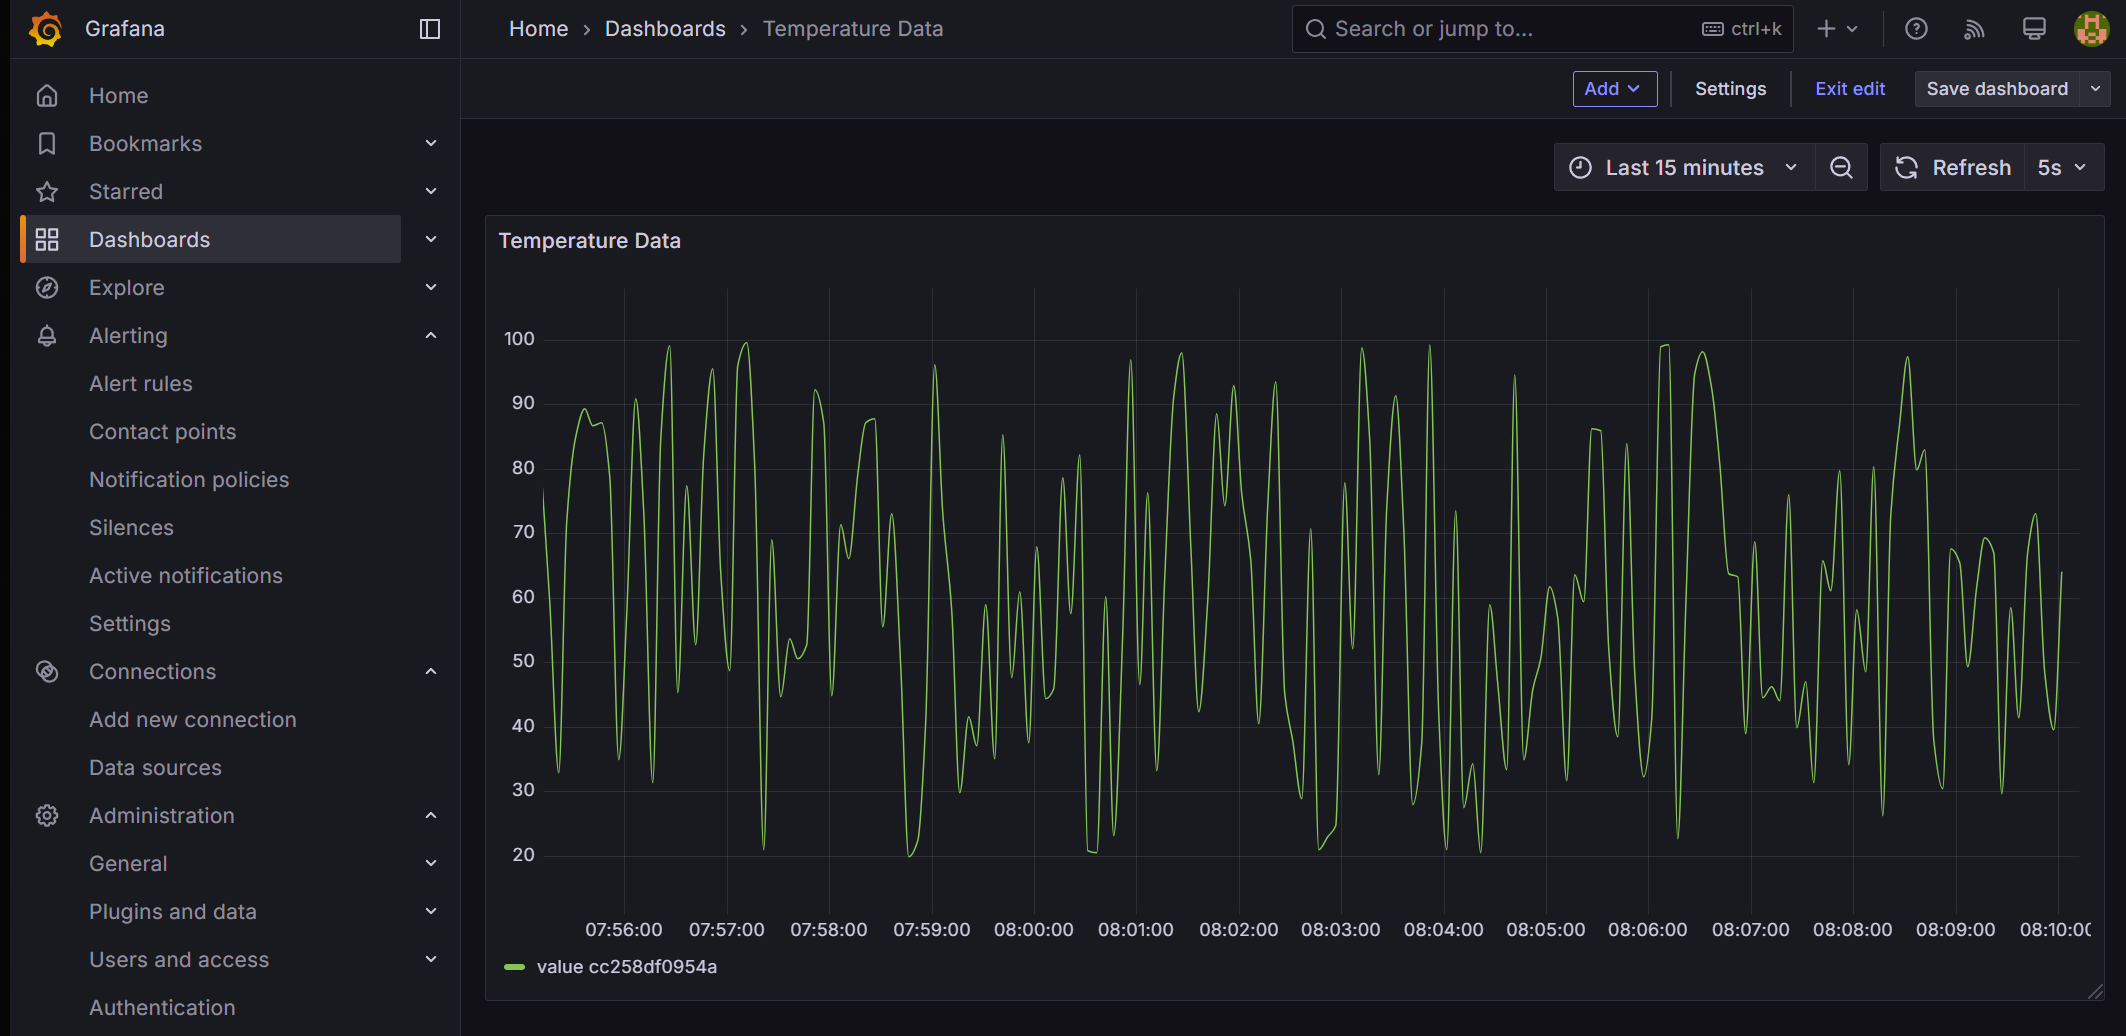 Grafana
Home
Dashboards
Temperature Data
Search or jump to...
ctrl+k
Add
Settings
Exit edit
Save dashboard
Home
Bookmarks
Starred
Dashboards
Explore
Alerting
Alert rules
Contact points
Notification policies
Silences
Active notifications
Settings
Connections
Add new connection
Data sources
Administration
General
Plugins and data
Users and access
Authentication
Last 15 minutes
Refresh
5s
Temperature Data
100
90
80
70
60
50
40
30
20
07:56:00 07:57:00 07:58:00 07:59:00 08:00:00 08:01:00 08:02:00 08:03:00 08:04:00 08:05:00 08:06:00 08:07:00 08:08:00 08:09:00 08:10:00
value cc258df0954a